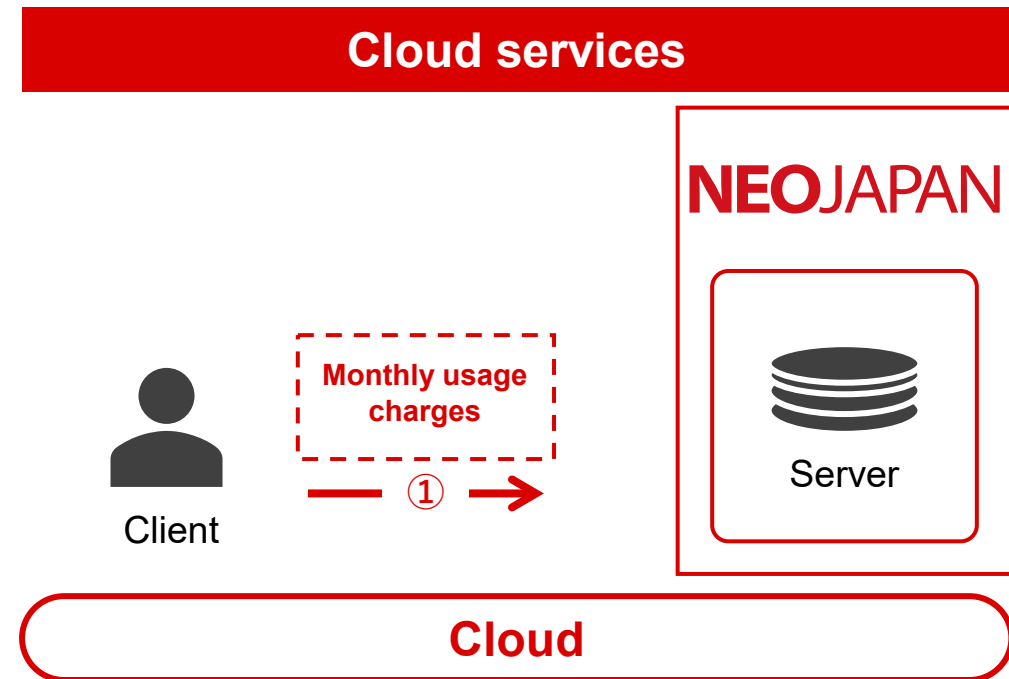 Cloud services
NEOJAPAN
Monthly usage
charges
①
Server
Client
Cloud